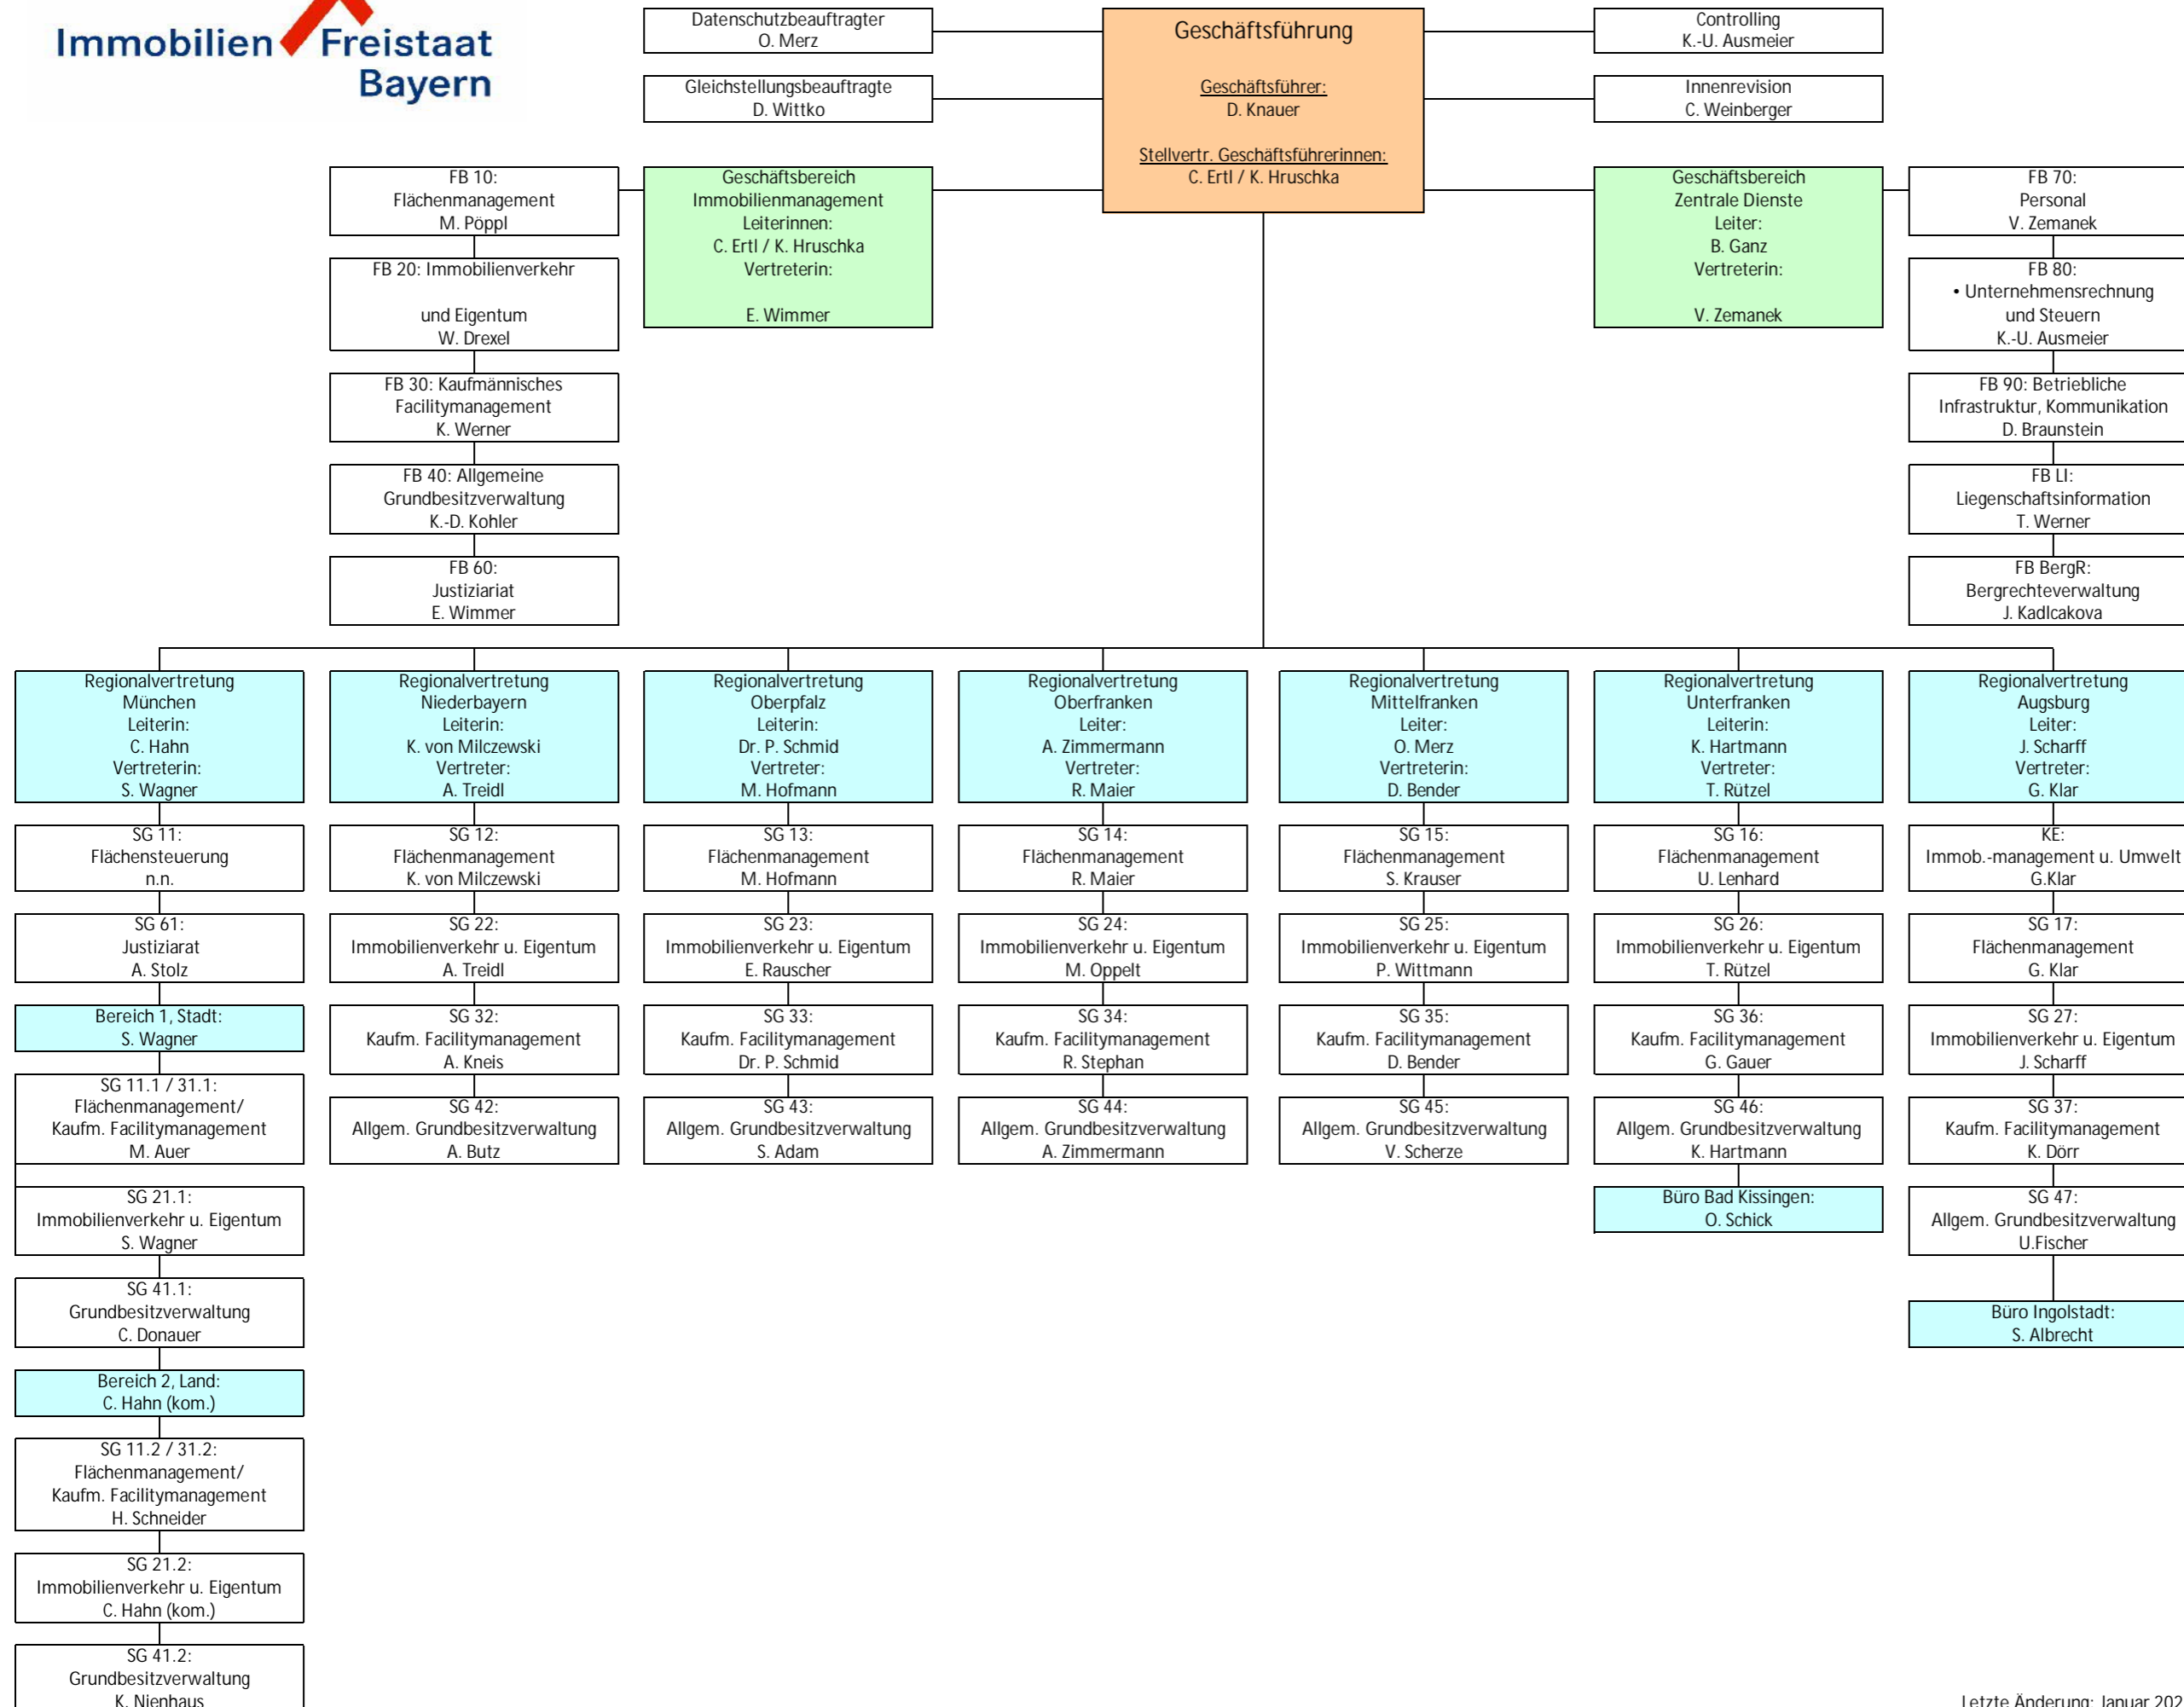 Immobilien Freistaat
Bayern
Datenschutzbeauftragter
O. Merz
Gleichstellungsbeauftragte
D. Wittko
Geschäftsführung
Geschäftsführer:
D. Knauer
Stellvertr. Geschäftsführerinnen:
C. Ertl / K. Hruschka
Controlling
K.-U. Ausmeier
Innenrevision
C. Weinberger
FB 10:
Flächenmanagement
M. Pöppl
FB 20: Immobilienverkehr
und Eigentum
W. Drexel
FB 30: Kaufmännisches
Facilitymanagement
K. Werner
FB 40: Allgemeine
Grundbesitzverwaltung
K.-D. Kohler
FB 60:
Justiziariat
E. Wimmer
Geschäftsbereich
Immobilienmanagement
Leiterinnen:
C. Ertl / K. Hruschka
Vertreterin:
E. Wimmer
Geschäftsbereich
Zentrale Dienste
Leiter:
B. Ganz
Vertreterin:
V. Zemanek
FB 70:
Personal
V. Zemanek
FB 80:
• Unternehmensrechnung
und Steuern
K.-U. Ausmeier
FB 90: Betriebliche
Infrastruktur, Kommunikation
D. Braunstein
FB LI:
Liegenschaftsinformation
T. Werner
FB BergR:
Bergrechteverwaltung
J. Kadlcakova
Regionalvertretung
München
Leiterin:
C. Hahn
Vertreterin:
S. Wagner
SG 11:
Flächensteuerung
n.n.
SG 61:
Justiziarat
A. Stolz
Bereich 1, Stadt:
S. Wagner
SG 11.1 / 31.1:
Flächenmanagement/
Kaufm. Facilitymanagement
M. Auer
SG 21.1:
Immobilienverkehr u. Eigentum
S. Wagner
SG 41.1:
Grundbesitzverwaltung
C. Donauer
Bereich 2, Land:
C. Hahn (kom.)
SG 11.2 / 31.2:
Flächenmanagement/
Kaufm. Facilitymanagement
H. Schneider
SG 21.2:
Immobilienverkehr u. Eigentum
C. Hahn (kom.)
SG 41.2:
Grundbesitzverwaltung
K. Nienhaus
Regionalvertretung
Niederbayern
Leiterin:
K. von Milczewski
Vertreter:
A. Treidl
SG 12:
Flächenmanagement
K. von Milczewski
SG 22:
Immobilienverkehr u. Eigentum
A. Treidl
SG 32:
Kaufm. Facilitymanagement
A. Kneis
SG 42:
Allgem. Grundbesitzverwaltung
A. Butz
Regionalvertretung
Oberpfalz
Leiterin:
Dr. P. Schmid
Vertreter:
M. Hofmann
SG 13:
Flächenmanagement
M. Hofmann
SG 23:
Immobilienverkehr u. Eigentum
E. Rauscher
SG 33:
Kaufm. Facilitymanagement
Dr. P. Schmid
SG 43:
Allgem. Grundbesitzverwaltung
S. Adam
Regionalvertretung
Oberfranken
Leiter:
A. Zimmermann
Vertreter:
R. Maier
SG 14:
Flächenmanagement
R. Maier
SG 24:
Immobilienverkehr u. Eigentum
M. Oppelt
SG 34:
Kaufm. Facilitymanagement
R. Stephan
SG 44:
Allgem. Grundbesitzverwaltung
A. Zimmermann
Regionalvertretung
Mittelfranken
Leiter:
O. Merz
Vertreterin:
D. Bender
SG 15:
Flächenmanagement
S. Krauser
SG 25:
Immobilienverkehr u. Eigentum
P. Wittmann
SG 35:
Kaufm. Facilitymanagement
D. Bender
SG 45:
Allgem. Grundbesitzverwaltung
V. Scherze
Regionalvertretung
Unterfranken
Leiterin:
K. Hartmann
Vertreter:
T. Rützel
SG 16:
Flächenmanagement
U. Lenhard
SG 26:
Immobilienverkehr u. Eigentum
T. Rützel
SG 36:
Kaufm. Facilitymanagement
G. Gauer
SG 46:
Allgem. Grundbesitzverwaltung
K. Hartmann
Büro Bad Kissingen:
O. Schick
Regionalvertretung
Augsburg
Leiter:
J. Scharff
Vertreter:
G. Klar
KE:
Immob.-management u. Umwelt
G.Klar
SG 17:
Flächenmanagement
G. Klar
SG 27:
Immobilienverkehr u. Eigentum
J. Scharff
SG 37:
Kaufm. Facilitymanagement
K. Dörr
SG 47:
Allgem. Grundbesitzverwaltung
U.Fischer
Büro Ingolstadt:
S. Albrecht
Letzte Änderung: Januar 202